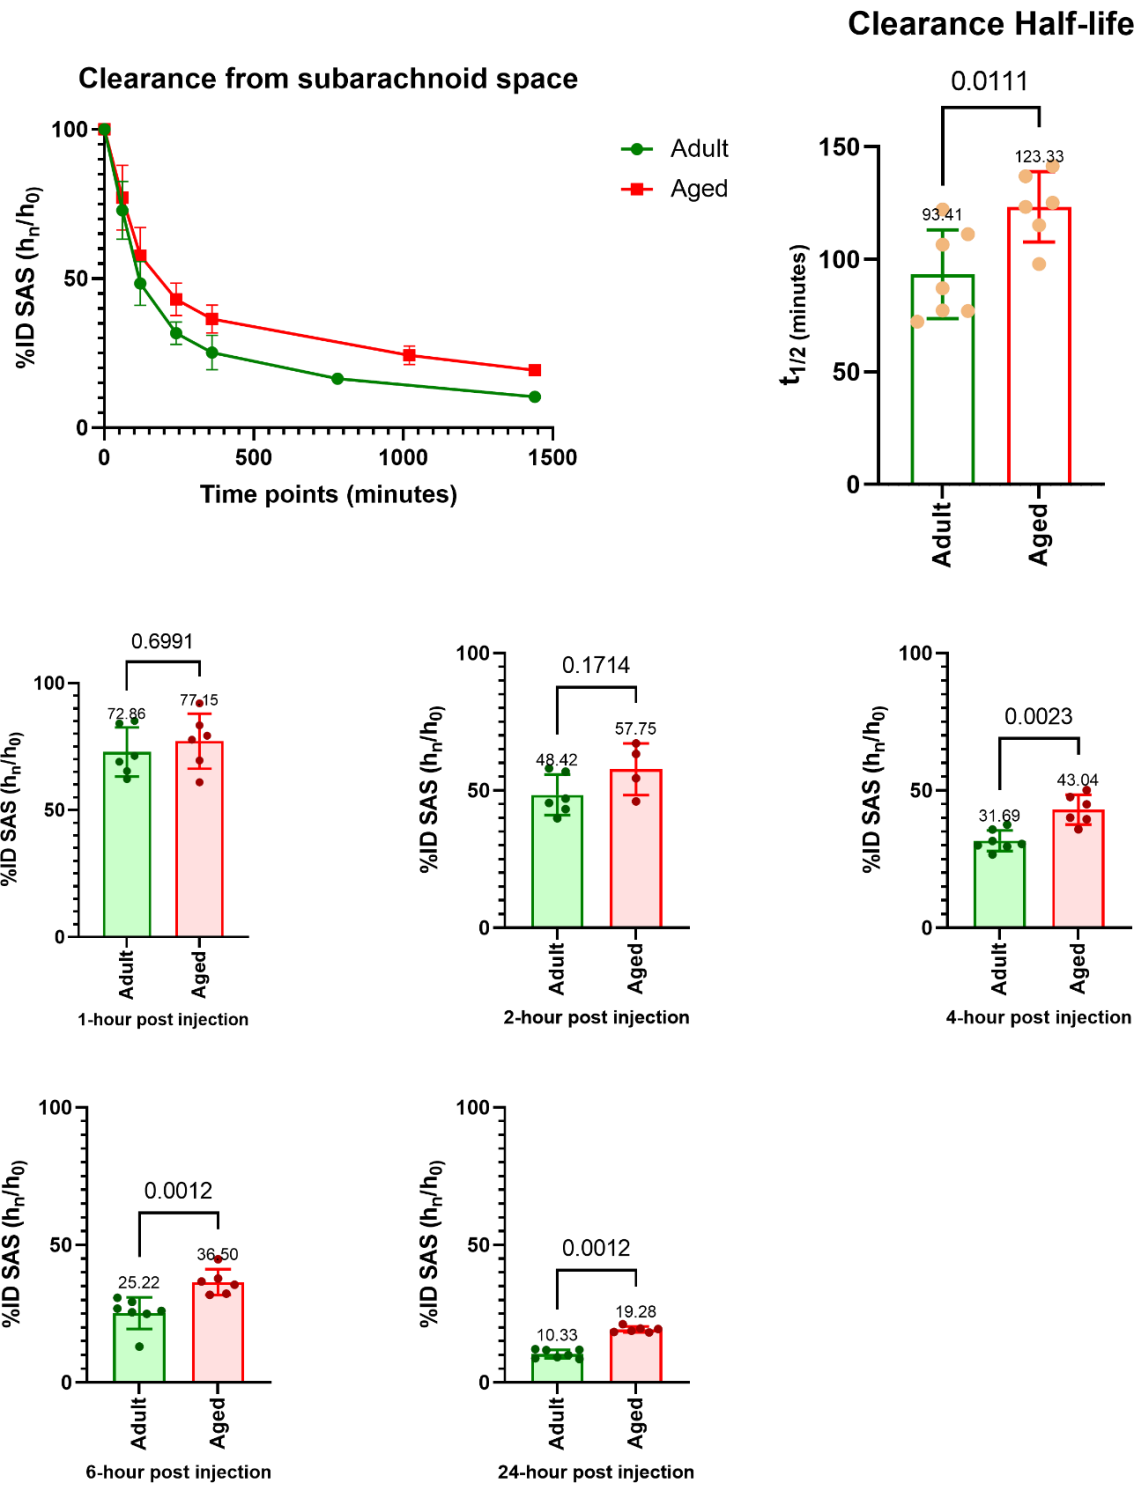 Clearance Half-life
Clearance from subarachnoid space
0.0111
100
50
0
%ID SAS (hn/h0)
0 500 1000 1500
Time points (minutes)
Adult
Aged
150
100
50
0
t1/2 (minutes)
93.41
123.33
Adult
Aged
0.6991
100
50
0
%ID SAS (hn/h0)
72.86
77.15
Adult
Aged
1-hour post injection
0.1714
100
50
0
%ID SAS (hn/h0)
48.42
57.75
Adult
Aged
2-hour post injection
0.0023
100
50
0
%ID SAS (hn/h0)
31.69
43.04
Adult
Aged
4-hour post injection
0.0012
100
50
0
%ID SAS (hn/h0)
25.22
36.50
Adult
Aged
6-hour post injection
0.0012
100
50
0
%ID SAS (hn/h0)
10.33
19.28
Adult
Aged
24-hour post injection